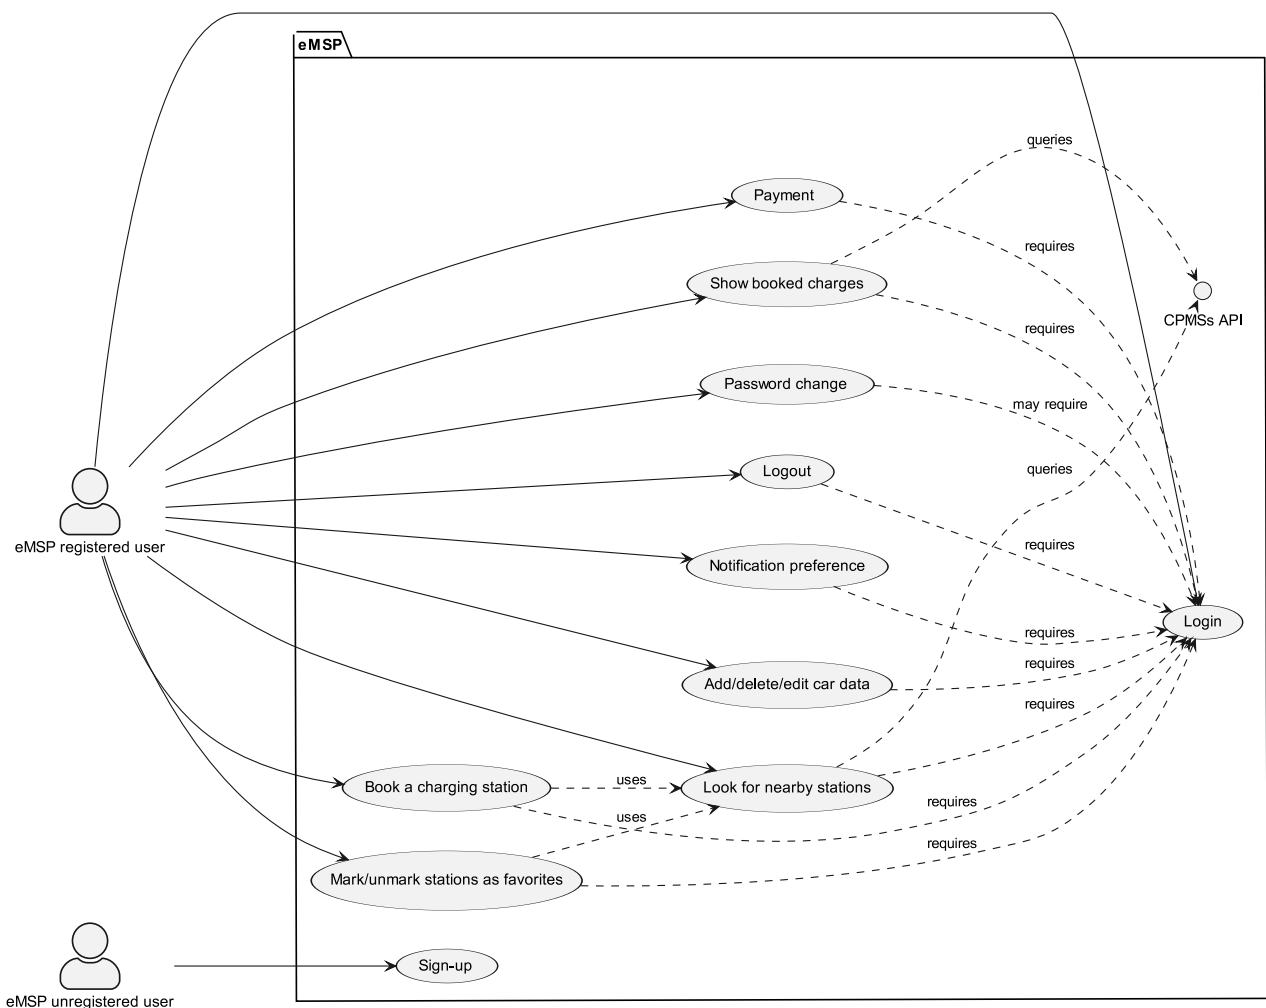 eMSP
queries
Payment
requires
Show booked charges
CPMSs API
requires
Password change
may require
Logout
queries
eMSP registered user
requires
Notification preference
Login
requires
requires
Add/delete/edit car data
requires
Book a charging station
uses
Look for nearby stations
requires
uses
requires
Mark/unmark stations as favorites
Sign-up
eMSP unregistered user